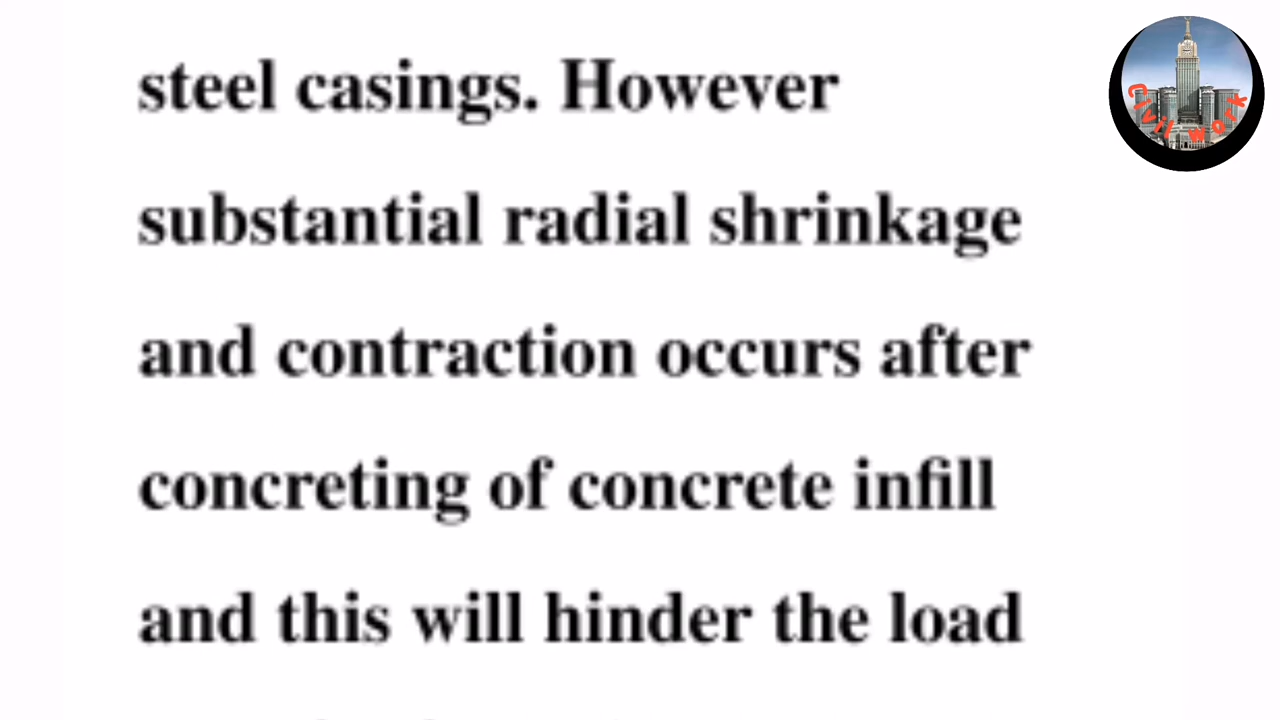 steel casings. However
substantial radial shrinkage
and contraction occurs after
concreting of concrete infill
and this will hinder the load
Civil work